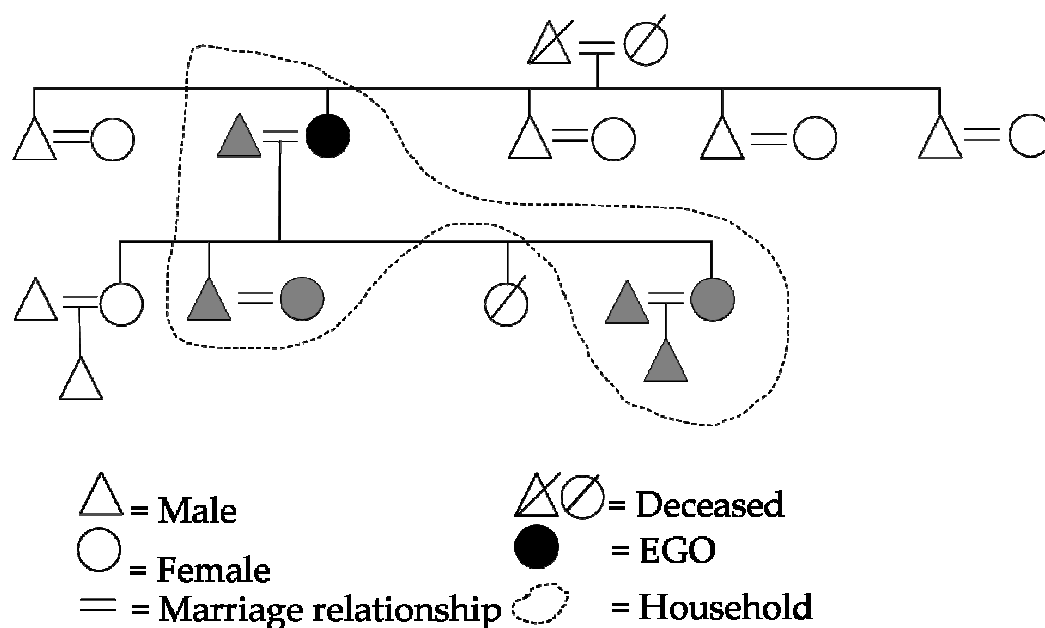 = Male
= Deceased
= Female
= EGO
= Marriage relationship
= Household